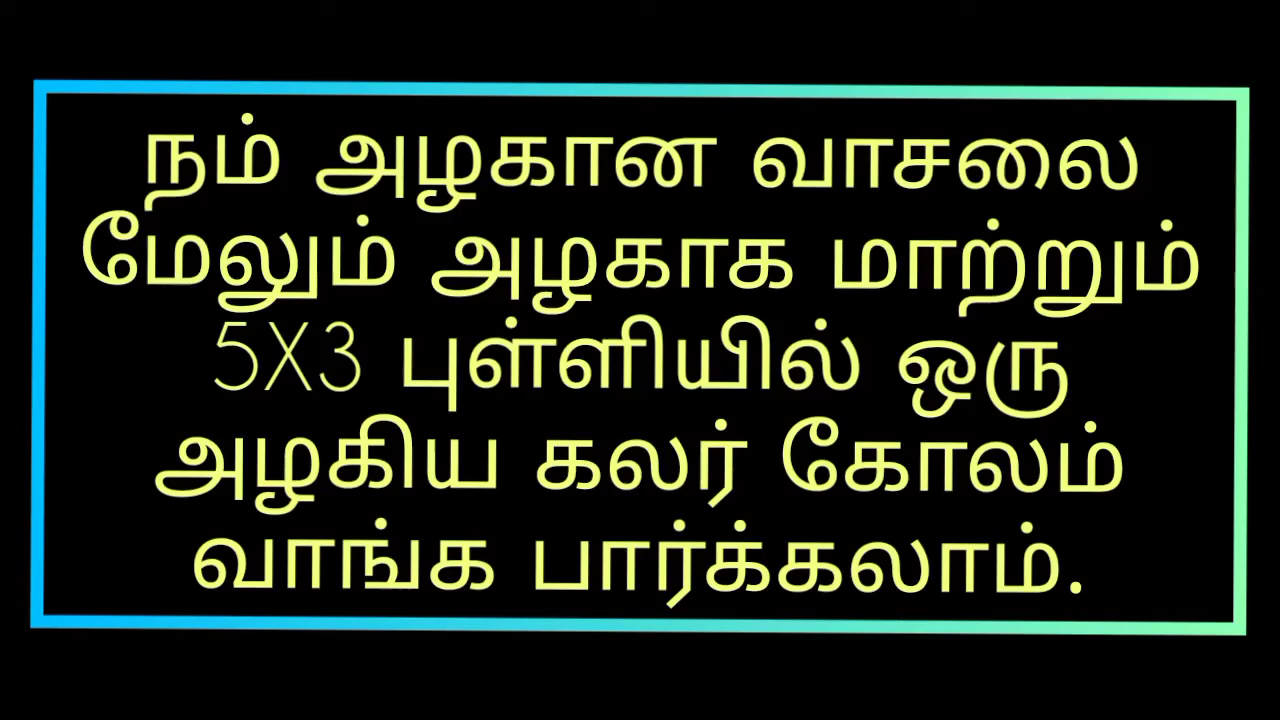 நம் அழகான வாசலை
மேலும் அழகாக மாற்றும்
5X3 புள்ளியில் ஒரு
அழகிய கலர் கோலம்
வாங்க பார்க்கலாம்.